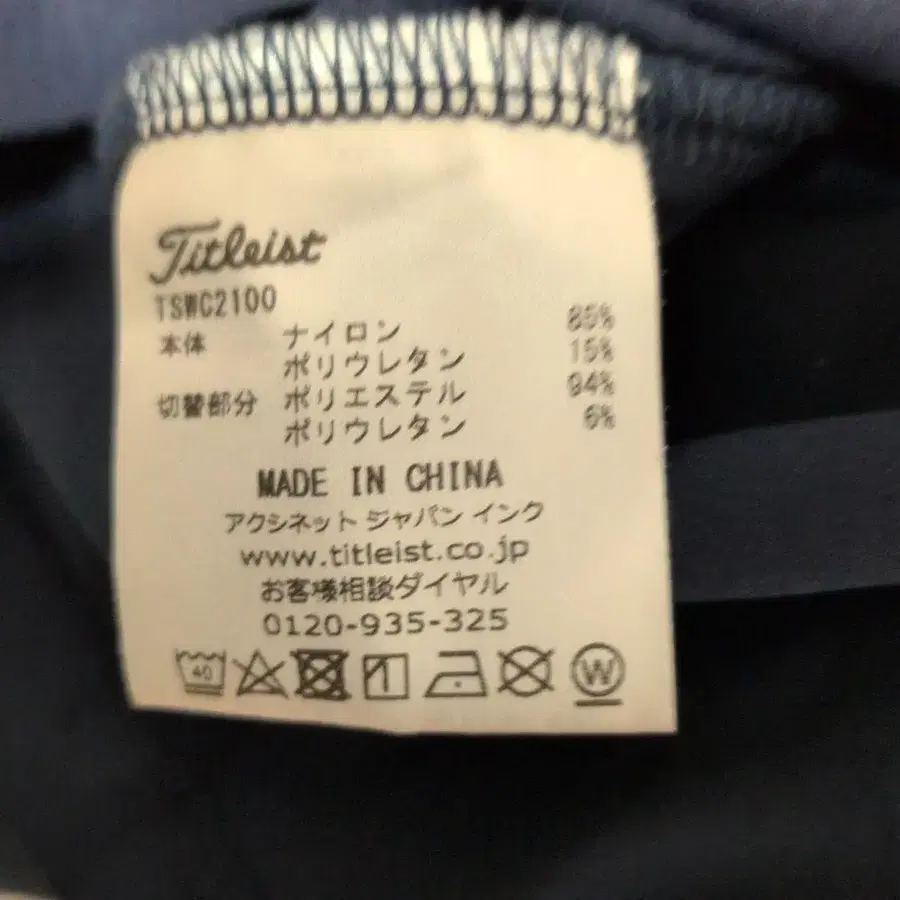 Titleist
TSWC2100
本体 ナイロン 85%
ポリウレタン 15%
切替部分 ポリエステル 94%
ポリウレタン 6%
MADE IN CHINA
アクシネット ジャパン インク
www.titleist.co.jp
お客様相談ダイヤル
0120-935-325
40 W